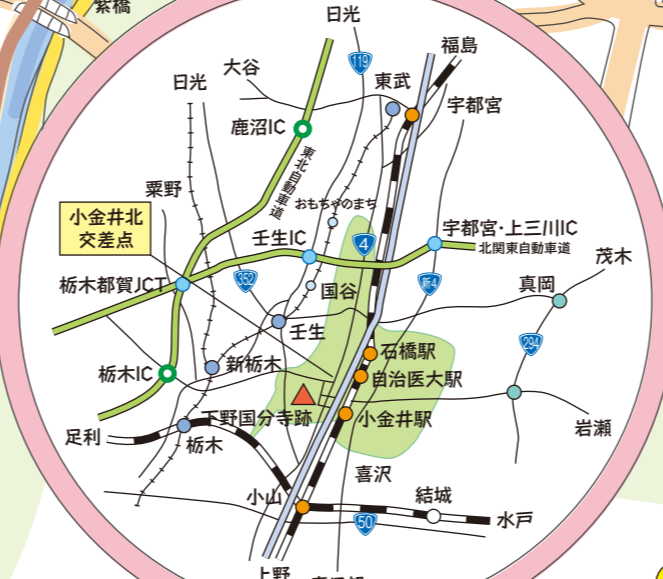 紫橋
日光
福島
119
大谷
東武
日光
宇都宮
鹿沼IC
東北自動車道
粟野
おもちゃのまち
小金井北
交差点
宇都宮・上三川IC
北関東自動車道
壬生IC
4
茂木
栃木都賀JCT
352
新4
真岡
国谷
壬生
294
石橋駅
新栃木
自治医大駅
栃木IC
下野国分寺跡
小金井駅
足利
岩瀬
栃木
喜沢
小山
結城
50
水戸
上野